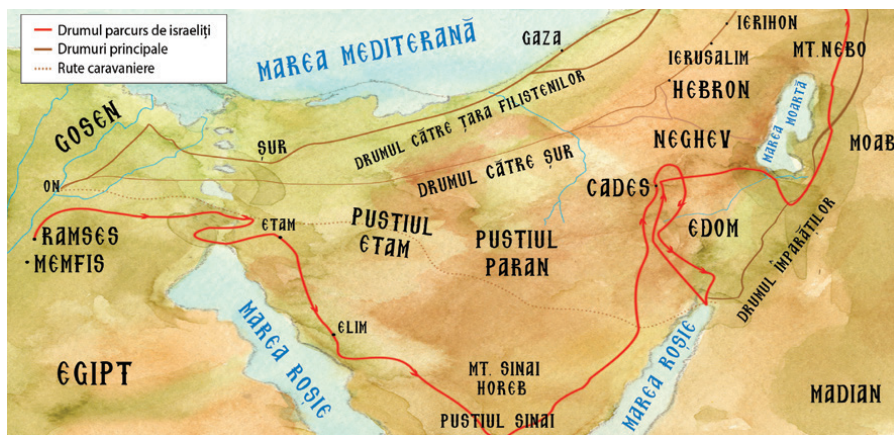 Drumul parcurs de israeliți
Drumuri principale
Rute caravaniere
MAREA MEDITERANĂ
GAZA
IERIHON
IERUSALIM
MT. NEBO
HEBRON
GOSEN
ȘUR
DRUMUL CĂTRE ȚARA FILISTENILOR
NEGHEV
MAREA MOARTĂ
MOAB
ON
DRUMUL CĂTRE ȘUR
CADES
RAMSES
MEMFIS
ETAM
PUSTIUL
ETAM
PUSTIUL
PARAN
EDOM
DRUMUL ÎMPARAȚILOR
ELIM
MAREA ROȘIE
EGIPT
MT. SINAI
HOREB
PUSTIUL SINAI
MAREA ROȘIE
MADIAN